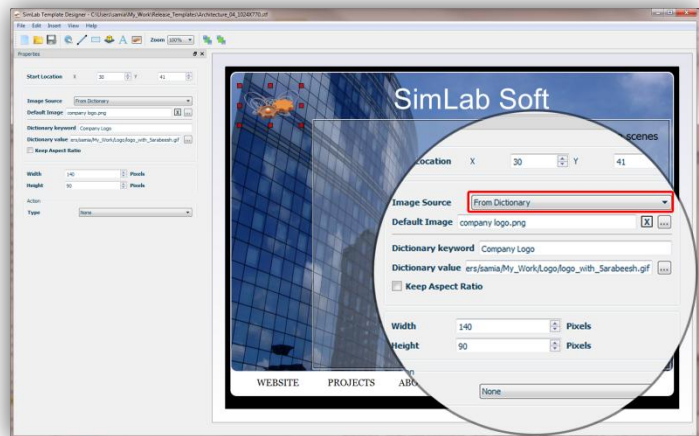 SimLab Template Designer - C:\Users\samia\My_Work\Release_Templates\Architecture_04_1024X770.stf
File Edit Insert View Help
Zoom 100%
Properties
Start Location X 30 Y 41
Image Source From Dictionary
Default Image company logo.png X ...
Dictionary keyword Company Logo
Dictionary value ers/samia/My_Work/Logo/logo_with_Sarabeesh.gif ...
Keep Aspect Ratio
Width 140 Pixels
Height 90 Pixels
Action
Type None
SimLab Soft
scenes
Location X 30 Y 41
Image Source From Dictionary
Default Image company logo.png X ...
Dictionary keyword Company Logo
Dictionary value ers/samia/My_Work/Logo/logo_with_Sarabeesh.gif ...
Keep Aspect Ratio
Width 140 Pixels
Height 90 Pixels
None
WEBSITE PROJECTS